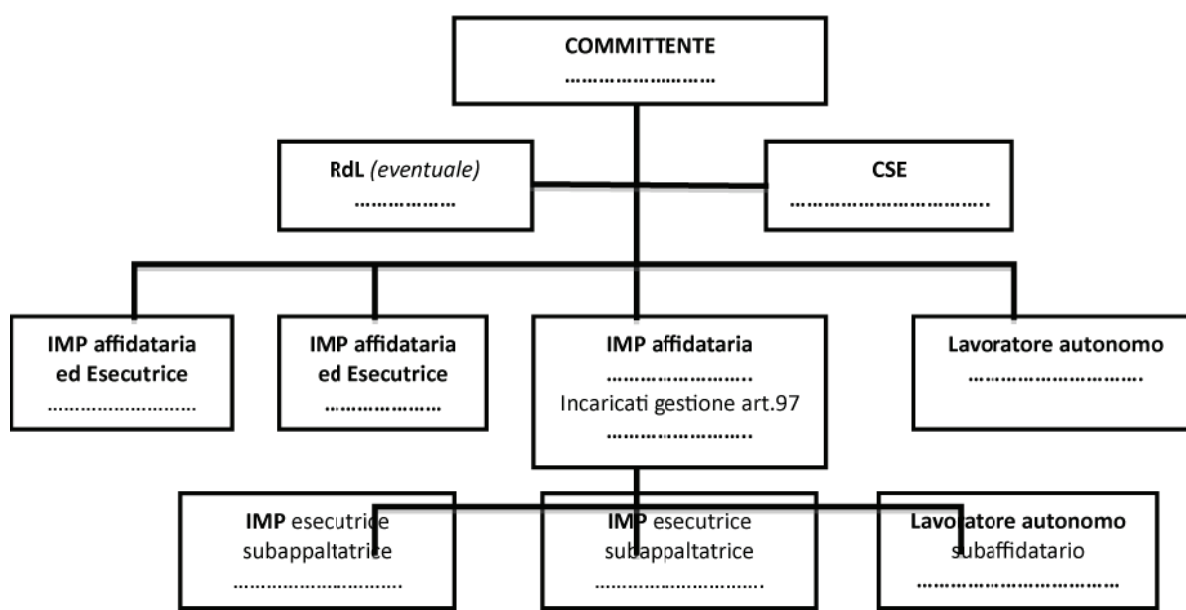 COMMITTENTE
........................
RdL (eventuale)
..................
CSE
...................................
IMP affidataria
ed Esecutrice
..........................
IMP affidataria
ed Esecutrice
....................
IMP affidataria
..........................
Incaricati gestione art.97
..........................
Lavoratore autonomo
..............................
IMP esecutrice
subappaltatrice
..............................
IMP esecutrice
subappaltatrice
..............................
Lavoratore autonomo
subaffidatario
...................................